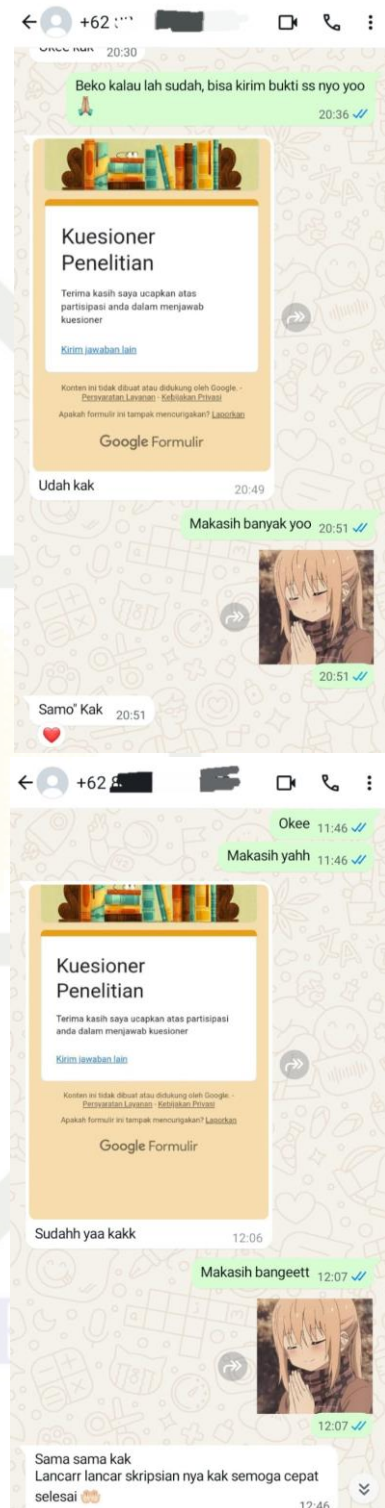 +62
Okee kak 20:30
Beko kalau lah sudah, bisa kirim bukti ss nyo yoo
🙏🏻
20:36
Kuesioner
Penelitian
Terima kasih saya ucapkan atas
partisipasi anda dalam menjawab
kuesioner
Kirim jawaban lain
Konten ini tidak dibuat atau didukung oleh Google. -
Persyaratan Layanan - Kebijakan Privasi
Apakah formulir ini tampak mencurigakan? Laporkan
Google Formulir
Udah kak 20:49
Makasih banyak yoo 20:51
20:51
Samo" Kak 20:51
❤️
+62 8
Okee 11:46
Makasih yahh 11:46
Kuesioner
Penelitian
Terima kasih saya ucapkan atas partisipasi
anda dalam menjawab kuesioner
Kirim jawaban lain
Konten ini tidak dibuat atau didukung oleh Google. -
Persyaratan Layanan - Kebijakan Privasi
Apakah formulir ini tampak mencurigakan? Laporkan
Google Formulir
Sudahh yaa kakk 12:06
Makasih bangeett 12:07
12:07
Sama sama kak
Lancarr lancar skripsian nya kak semoga cepat
selesai 🤲🏻 12:46